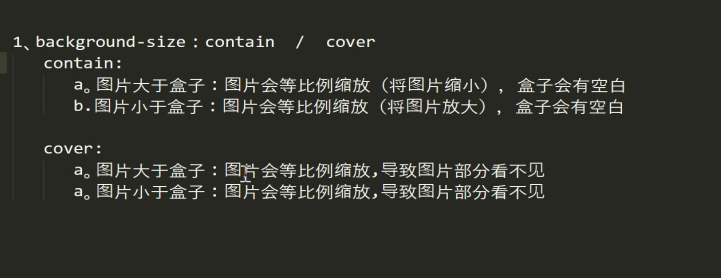 1、background-size：contain / cover
contain:
a。图片大于盒子：图片会等比例缩放（将图片缩小），盒子会有空白
b.图片小于盒子：图片会等比例缩放（将图片放大），盒子会有空白
cover:
a。图片大于盒子：图片会等比例缩放,导致图片部分看不见
a。图片小于盒子：图片会等比例缩放,导致图片部分看不见